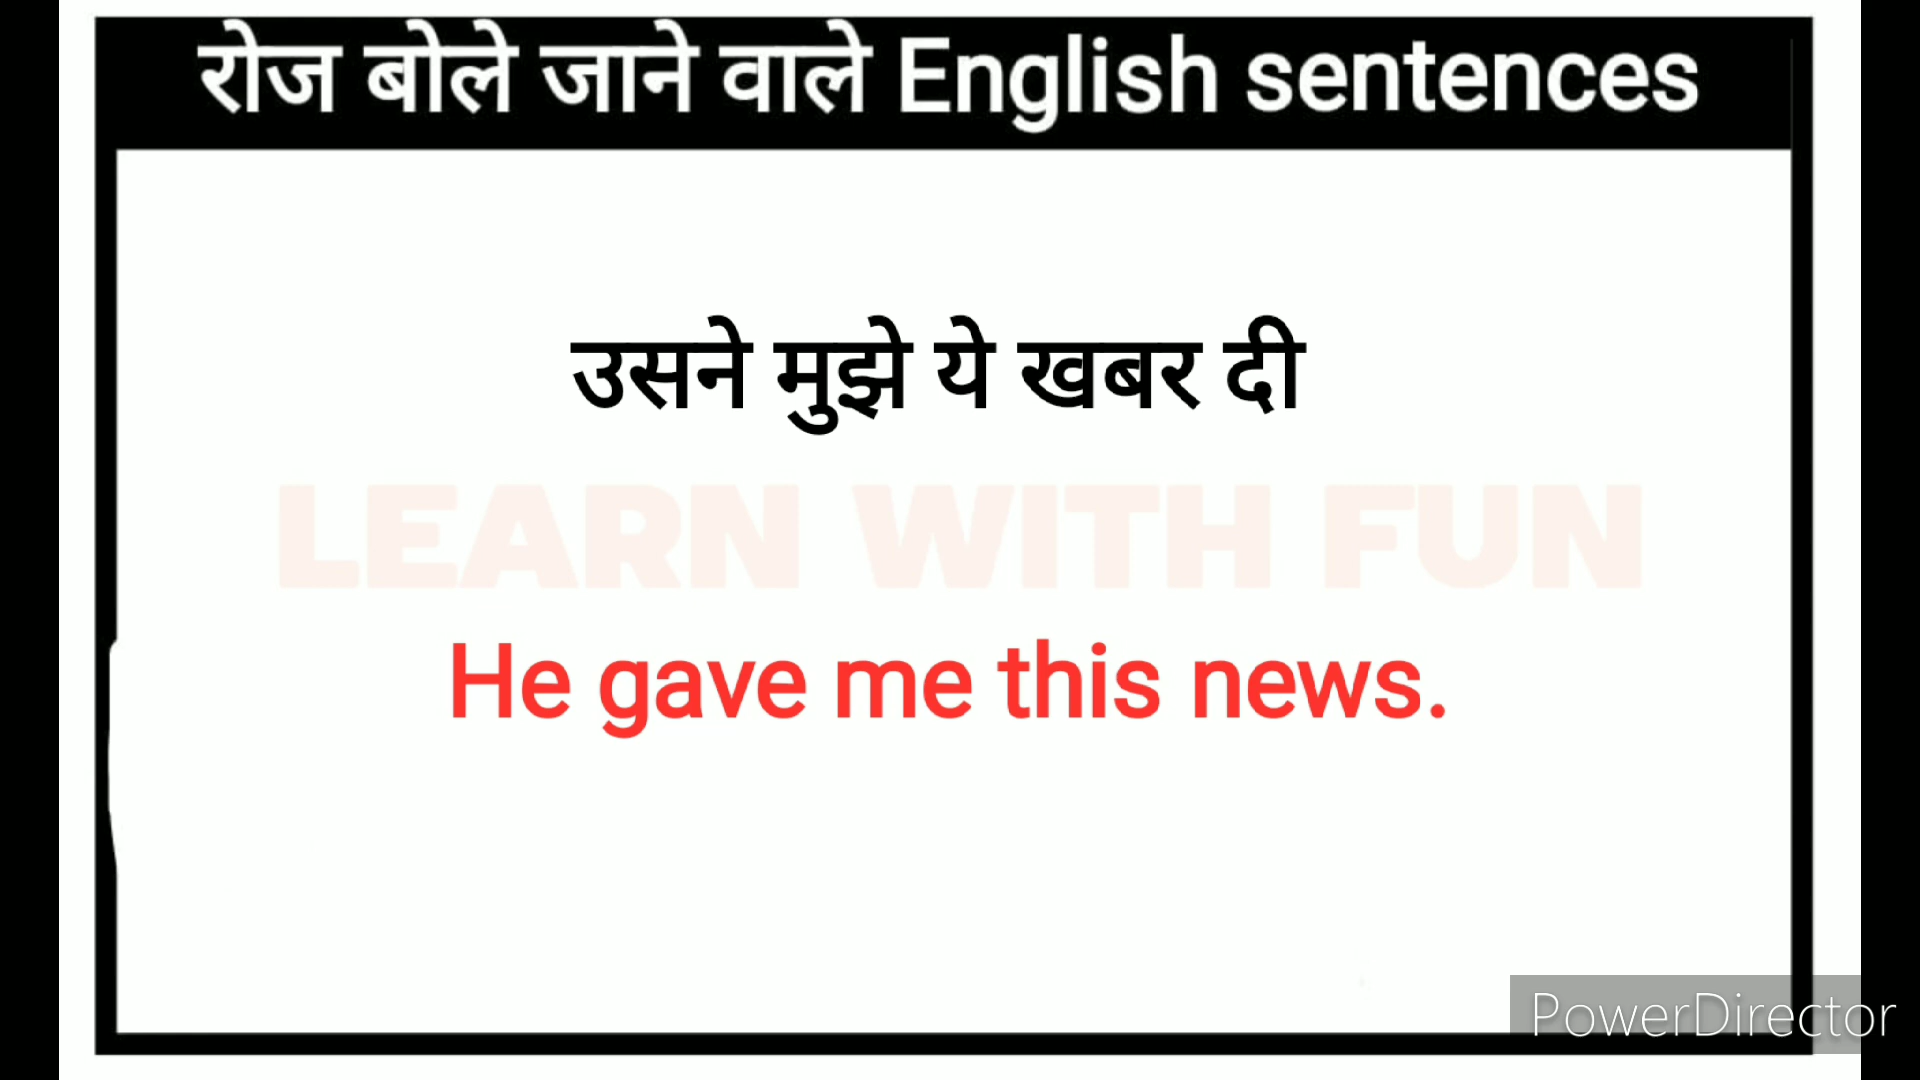 रोज बोले जाने वाले English sentences
उसने मुझे ये खबर दी
LEARN WITH FUN
He gave me this news.
PowerDirector